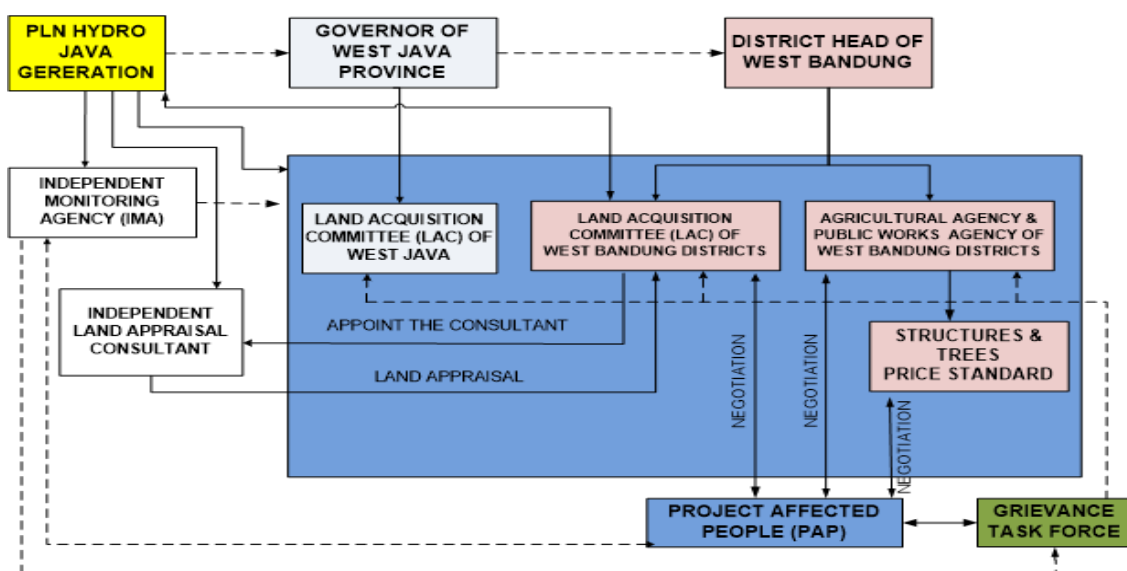 PLN HYDRO
JAVA
GERERATION
GOVERNOR OF
WEST JAVA
PROVINCE
DISTRICT HEAD OF
WEST BANDUNG
INDEPENDENT
MONITORING
AGENCY (IMA)
LAND ACQUISITION
COMMITTEE (LAC) OF
WEST JAVA
LAND ACQUISITION
COMMITTEE (LAC) OF
WEST BANDUNG DISTRICTS
AGRICULTURAL AGENCY &
PUBLIC WORKS AGENCY OF
WEST BANDUNG DISTRICTS
INDEPENDENT
LAND APPRAISAL
CONSULTANT
APPOINT THE CONSULTANT
LAND APPRAISAL
STRUCTURES &
TREES
PRICE STANDARD
NEGOTIATION
NEGOTIATION
NEGOTIATION
PROJECT AFFECTED
PEOPLE (PAP)
GRIEVANCE
TASK FORCE